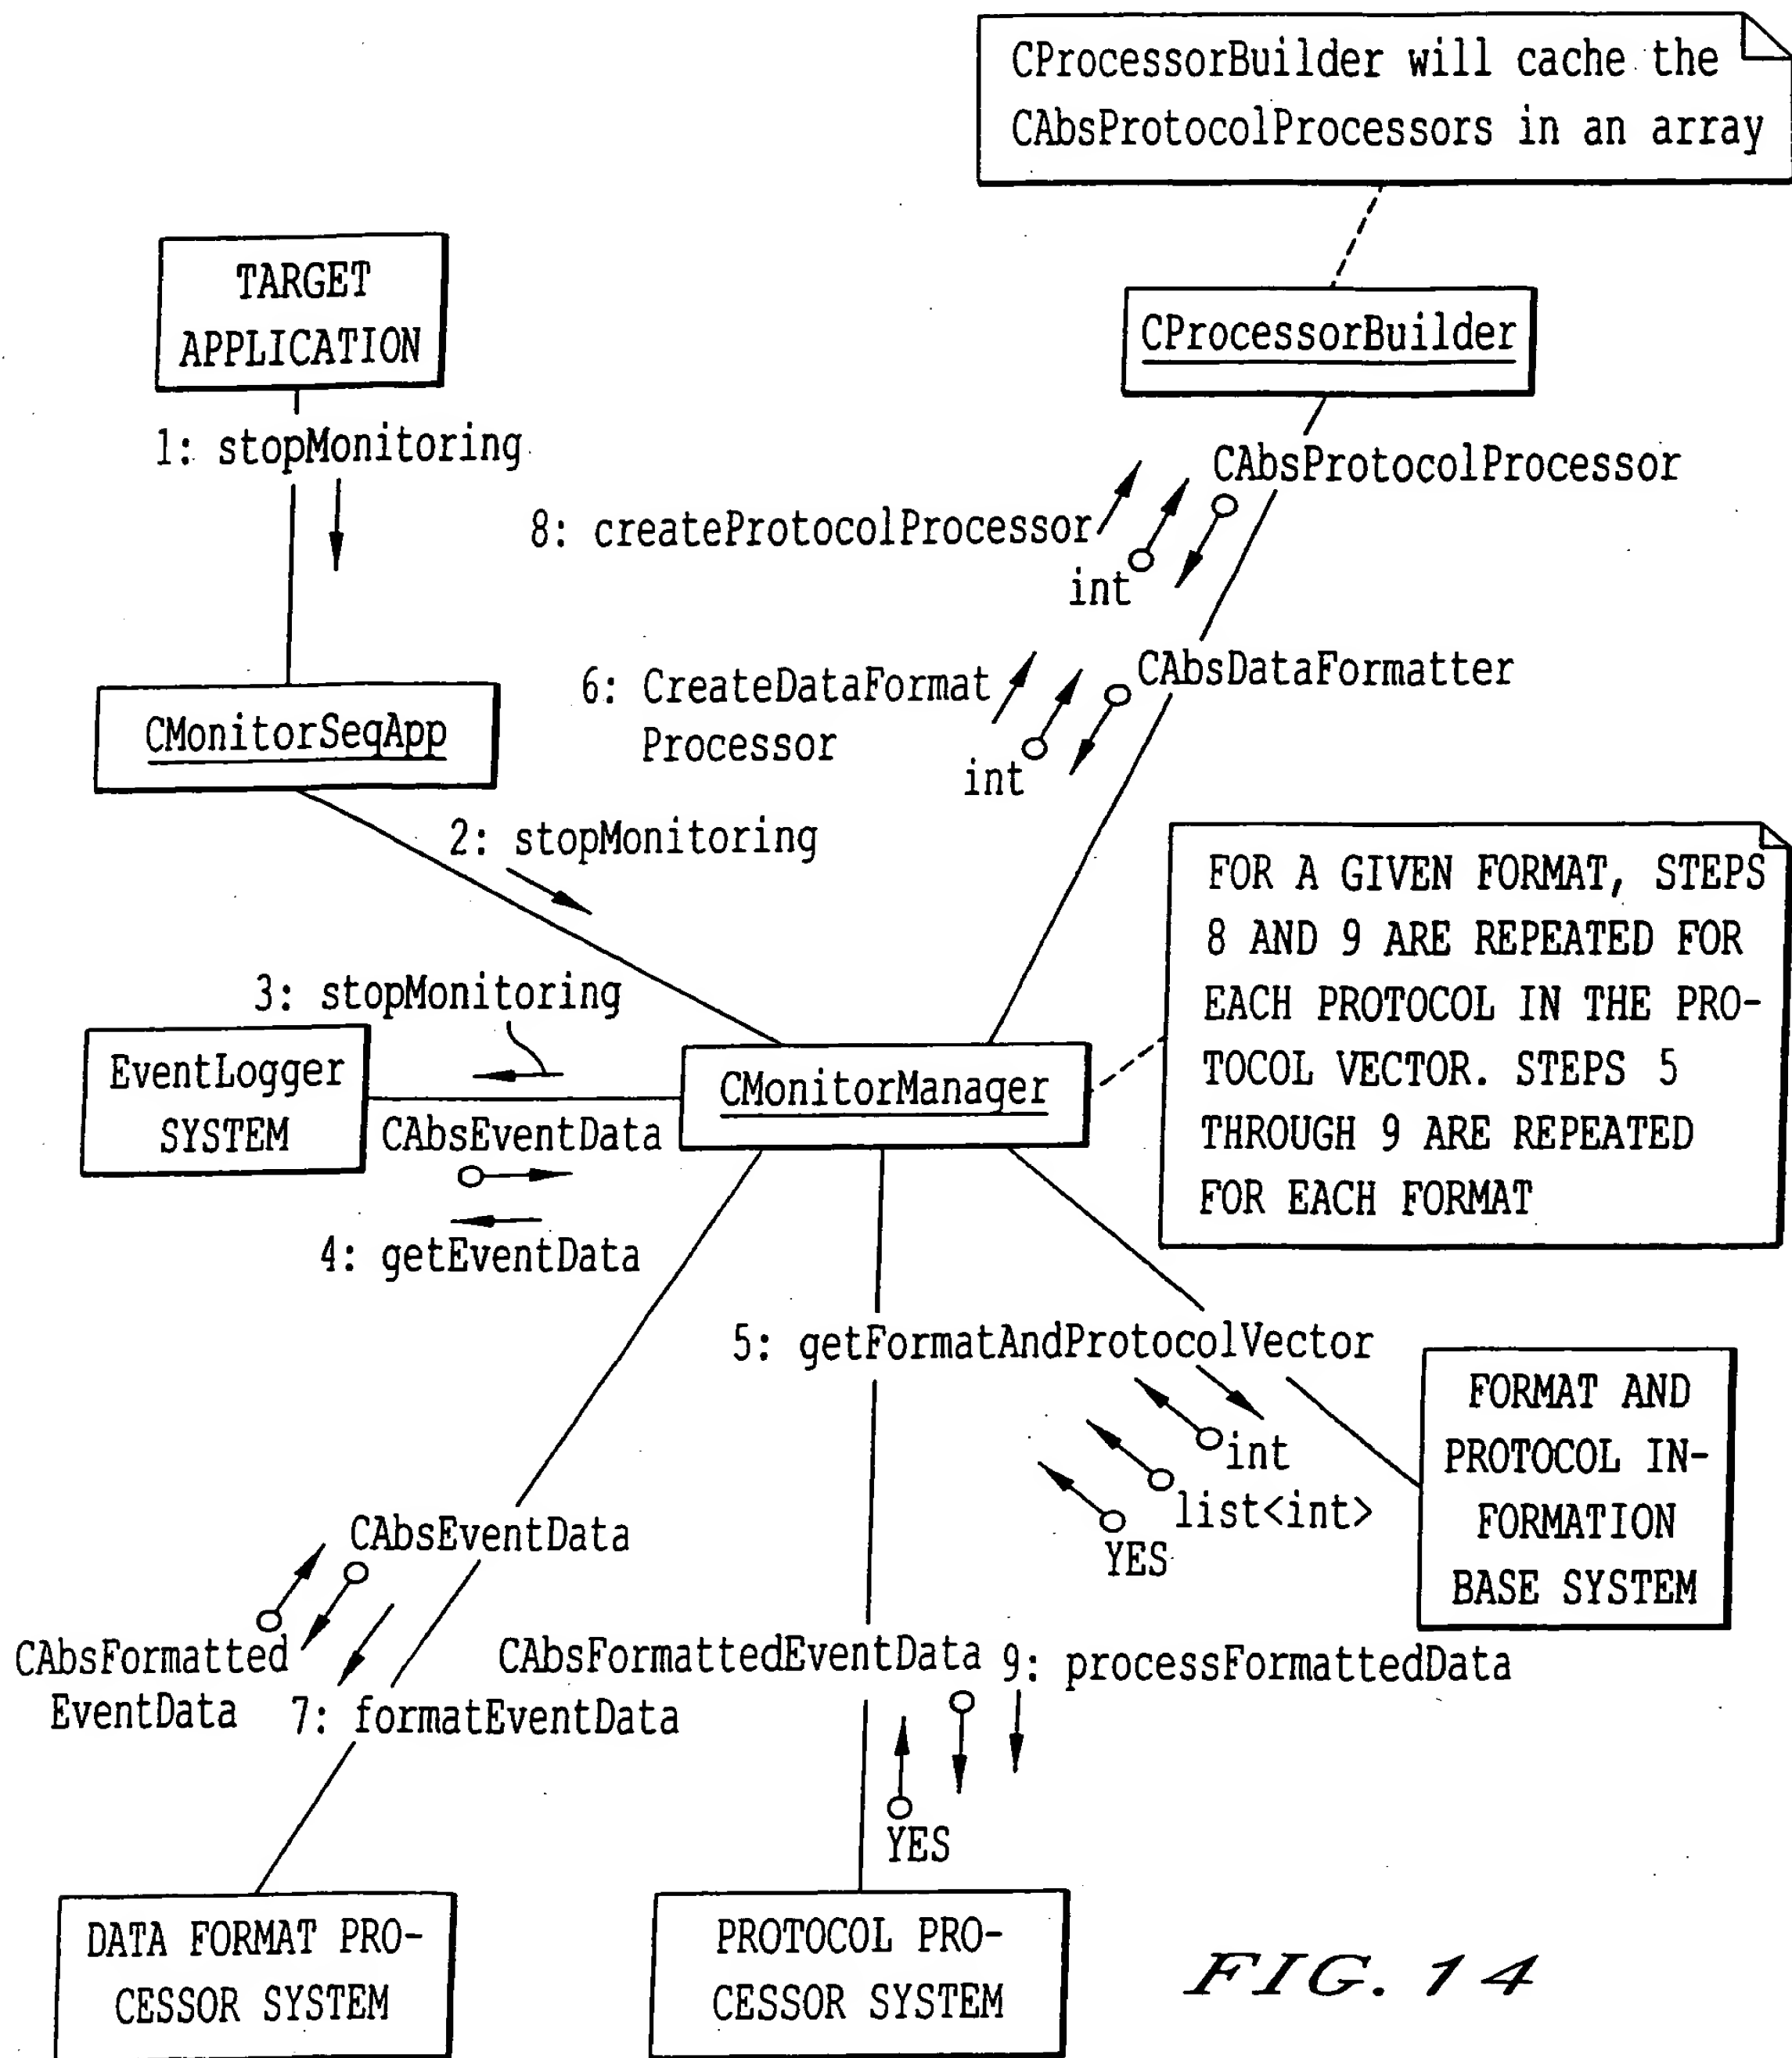 CProcessorBuilder will cache the
CAbsProtocolProcessors in an array
TARGET
APPLICATION
CProcessorBuilder
1: stopMonitoring
CAbsProtocolProcessor
8: createProtocolProcessor
int
CAbsDataFormatter
6: CreateDataFormat
Processor
int
CMonitorSeqApp
2: stopMonitoring
FOR A GIVEN FORMAT, STEPS
8 AND 9 ARE REPEATED FOR
EACH PROTOCOL IN THE PRO-
TOCOL VECTOR. STEPS 5
THROUGH 9 ARE REPEATED
FOR EACH FORMAT
3: stopMonitoring
EventLogger
SYSTEM
CMonitorManager
CAbsEventData
4: getEventData
5: getFormatAndProtocolVector
int
list<int>
YES
FORMAT AND
PROTOCOL IN-
FORMATION
BASE SYSTEM
CAbsEventData
CAbsFormatted
EventData
7: formatEventData
CAbsFormattedEventData
9: processFormattedData
YES
DATA FORMAT PRO-
CESSOR SYSTEM
PROTOCOL PRO-
CESSOR SYSTEM
FIG. 14